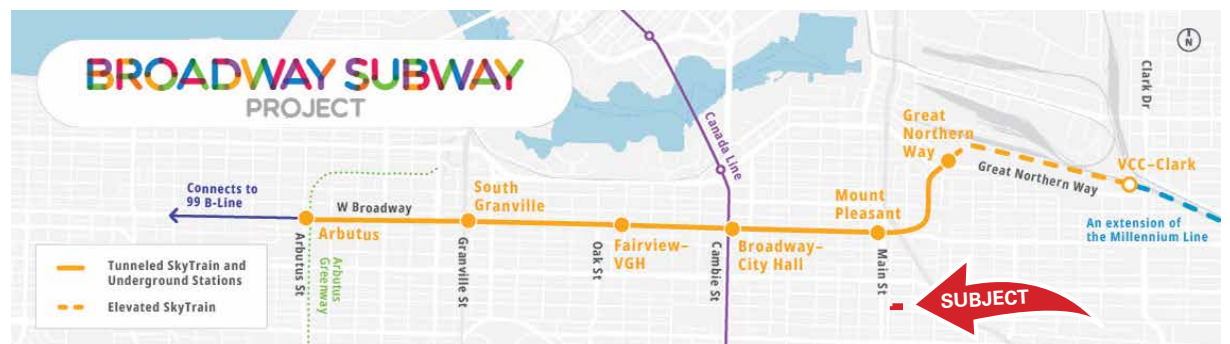 BROADWAY SUBWAY
PROJECT
N
Clark Dr
Great
Northern
Way
Canada Line
VCC–Clark
Great Northern Way
Connects to
99 B-Line
South
Granville
Mount
Pleasant
W Broadway
An extension of
the Millennium Line
Arbutus
Fairview–
VGH
Broadway–
City Hall
Arbutus St
Arbutus
Greenway
Granville St
Oak St
Cambie St
Main St
Tunneled SkyTrain and
Underground Stations
Elevated SkyTrain
SUBJECT